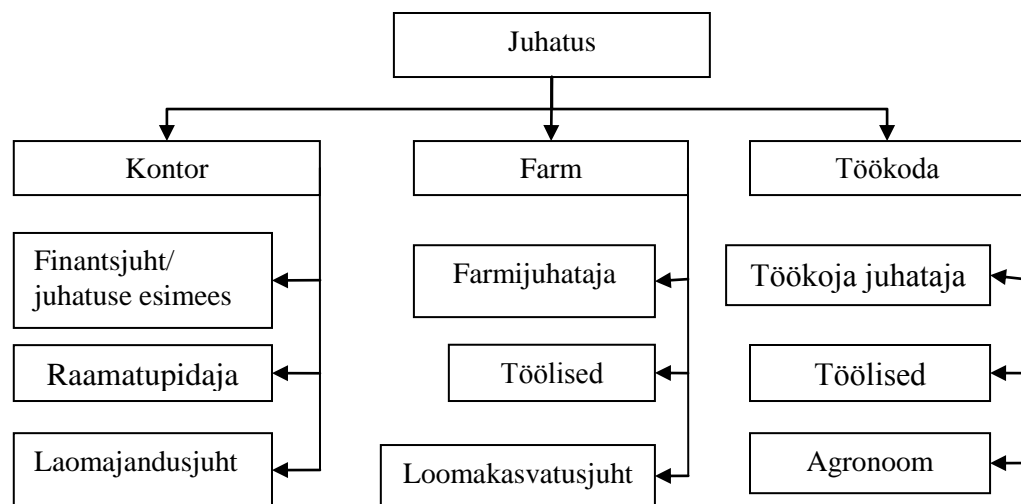 Juhatus
Kontor
Farm
Töökoda
Finantsjuht/
juhatuse esimees
Farmijuhataja
Töökoja juhataja
Raamatupidaja
Töölised
Töölised
Laomajandusjuht
Loomakasvatusjuht
Agronoom